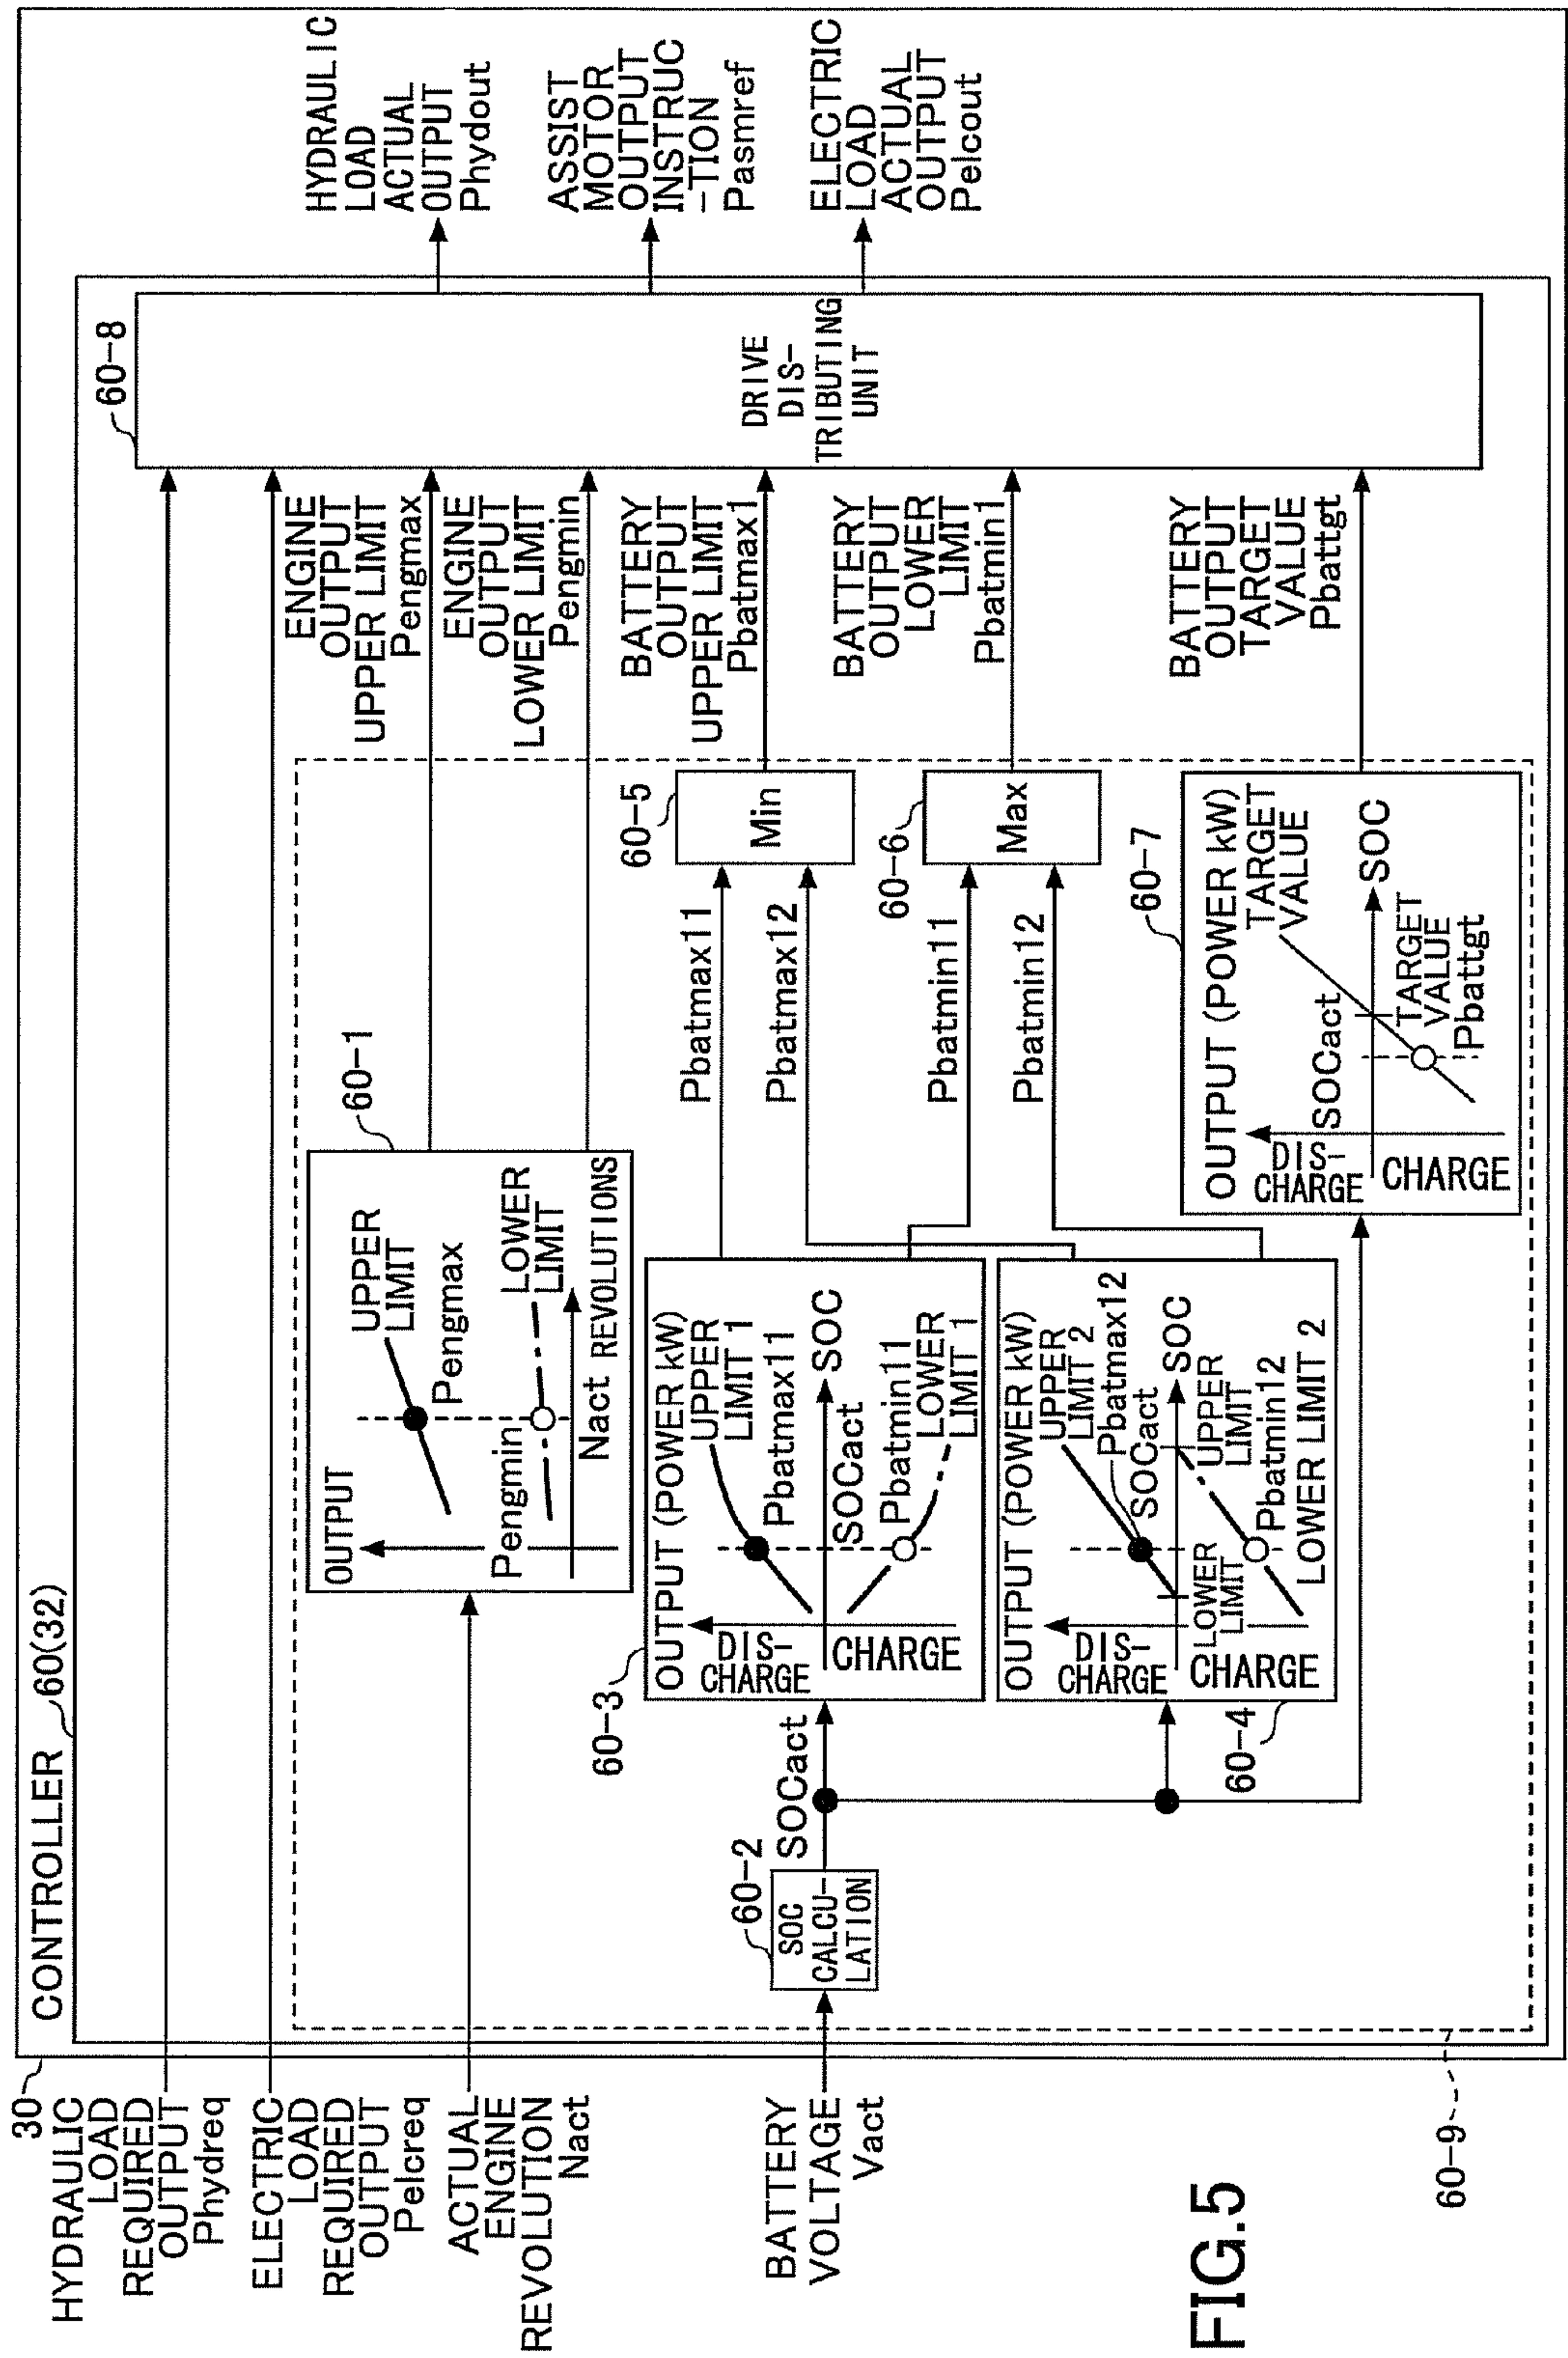 30
CONTROLLER 60(32)
HYDRAULIC
LOAD
REQUIRED
OUTPUT
Phydreq
ELECTRIC
LOAD
REQUIRED
OUTPUT
Pelcreq
ACTUAL
ENGINE
REVOLUTION
Nact
BATTERY
VOLTAGE
Vact
60-9
60-1
OUTPUT
UPPER
LIMIT
Pengmax
Pengmin
LOWER
LIMIT
Nact
REVOLUTIONS
60-2
SOC
CALCU-
LATION
SOCact
60-3
OUTPUT (POWER kW)
UPPER
LIMIT 1
Pbatmax11
DIS-
CHARGE
SOC
SOCact
CHARGE
Pbatmin11
LOWER
LIMIT 1
60-4
OUTPUT (POWER kW)
UPPER
LIMIT 2
Pbatmax12
SOCact
DIS-
CHARGE
SOC
LOWER
LIMIT
UPPER
LIMIT
CHARGE
Pbatmin12
LOWER LIMIT 2
Pbatmax11
Pbatmax12
60-5
Min
Pbatmin11
Pbatmin12
60-6
Max
60-7
OUTPUT (POWER kW)
TARGET
VALUE
DIS-
CHARGE
SOCact
SOC
CHARGE
TARGET
VALUE
Pbattgt
ENGINE
OUTPUT
UPPER LIMIT
Pengmax
ENGINE
OUTPUT
LOWER LIMIT
Pengmin
BATTERY
OUTPUT
UPPER LIMIT
Pbatmax1
BATTERY
OUTPUT
LOWER
LIMIT
Pbatmin1
BATTERY
OUTPUT
TARGET
VALUE
Pbattgt
60-8
DRIVE
DIS-
TRIBUTING
UNIT
HYDRAULIC
LOAD
ACTUAL
OUTPUT
Phydout
ASSIST
MOTOR
OUTPUT
INSTRUC
-TION
Pasmref
ELECTRIC
LOAD
ACTUAL
OUTPUT
Pelcout
FIG.5